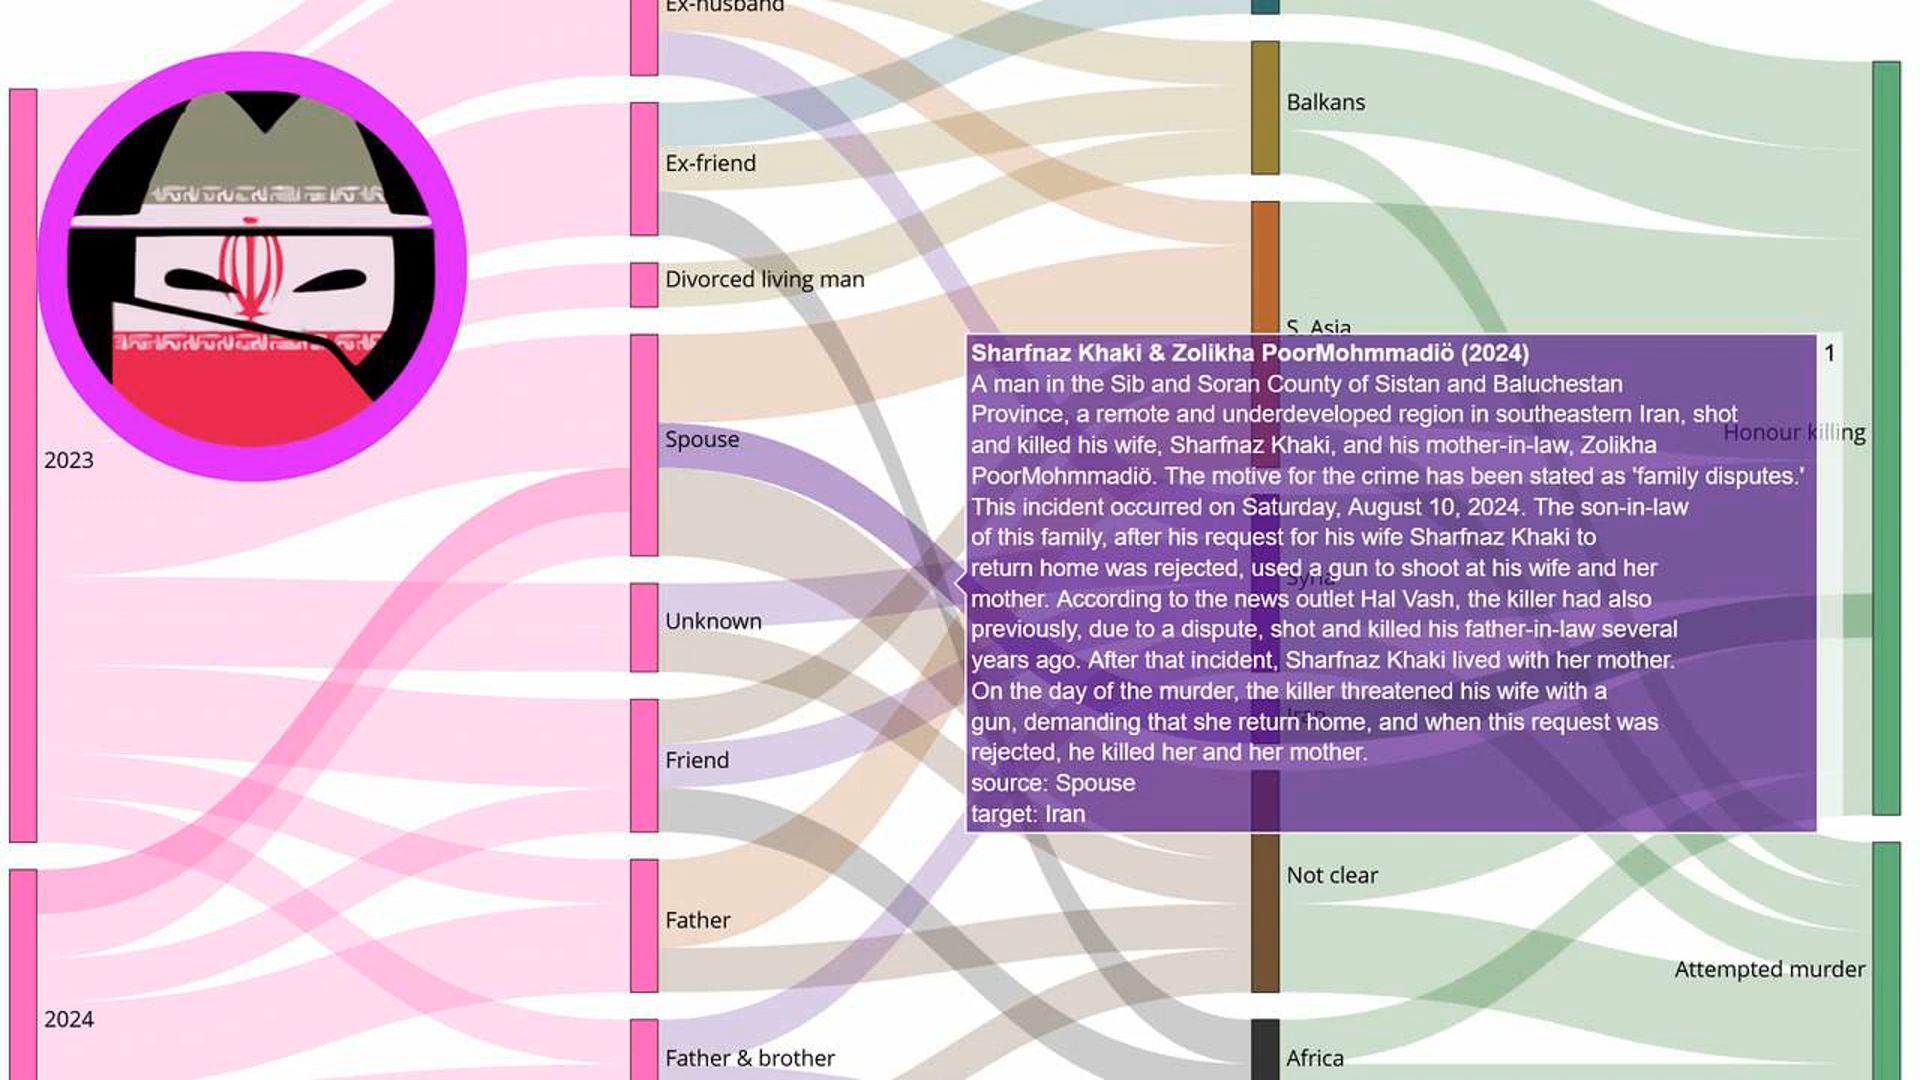 Ex-husband
Balkans
Ex-friend
Divorced living man
S. Asia
Sharfnaz Khaki & Zolikha PoorMohmmadiö (2024)
1
A man in the Sib and Soran County of Sistan and Baluchestan
Province, a remote and underdeveloped region in southeastern Iran, shot
and killed his wife, Sharfnaz Khaki, and his mother-in-law, Zolikha
PoorMohmmadiö. The motive for the crime has been stated as 'family disputes.'
This incident occurred on Saturday, August 10, 2024. The son-in-law
of this family, after his request for his wife Sharfnaz Khaki to
return home was rejected, used a gun to shoot at his wife and her
mother. According to the news outlet Hal Vash, the killer had also
previously, due to a dispute, shot and killed his father-in-law several
years ago. After that incident, Sharfnaz Khaki lived with her mother.
On the day of the murder, the killer threatened his wife with a
gun, demanding that she return home, and when this request was
rejected, he killed her and her mother.
source: Spouse
target: Iran
Honour killing
Spouse
2023
Syria
Unknown
Iran
Friend
Not clear
Father
Attempted murder
2024
Father & brother
Africa